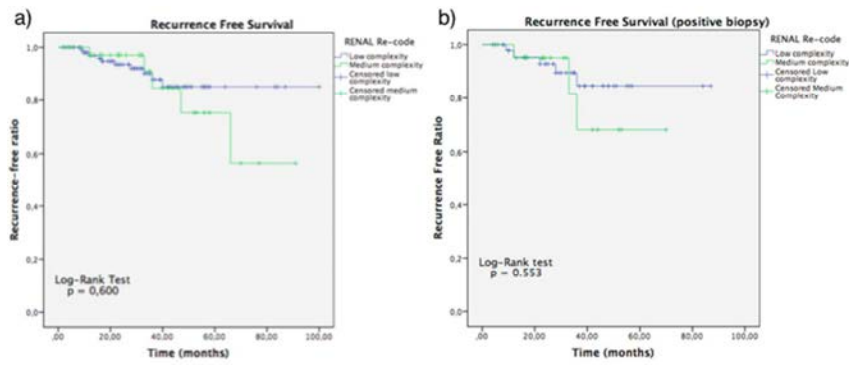 a)
Recurrence Free Survival
RENAL Re-code
Low complexity
Medium complexity
Censored low
complexity
Censored medium
complexity
Recurrence-free ratio
1,0
0,8
0,6
0,4
0,2
0,0
Log-Rank Test
p = 0,600
,00 20,00 40,00 60,00 80,00 100,00
Time (months)
b)
Recurrence Free Survival (positive biopsy)
RENAL Re-code
Low complexity
Medium complexity
Censored Low
complexity
Censored Medium
Complexity
Recurrence Free Ratio
1,0
0,8
0,6
0,4
0,2
0,0
Log-Rank test
p = 0.553
,00 20,00 40,00 60,00 80,00 100,00
Time (months)